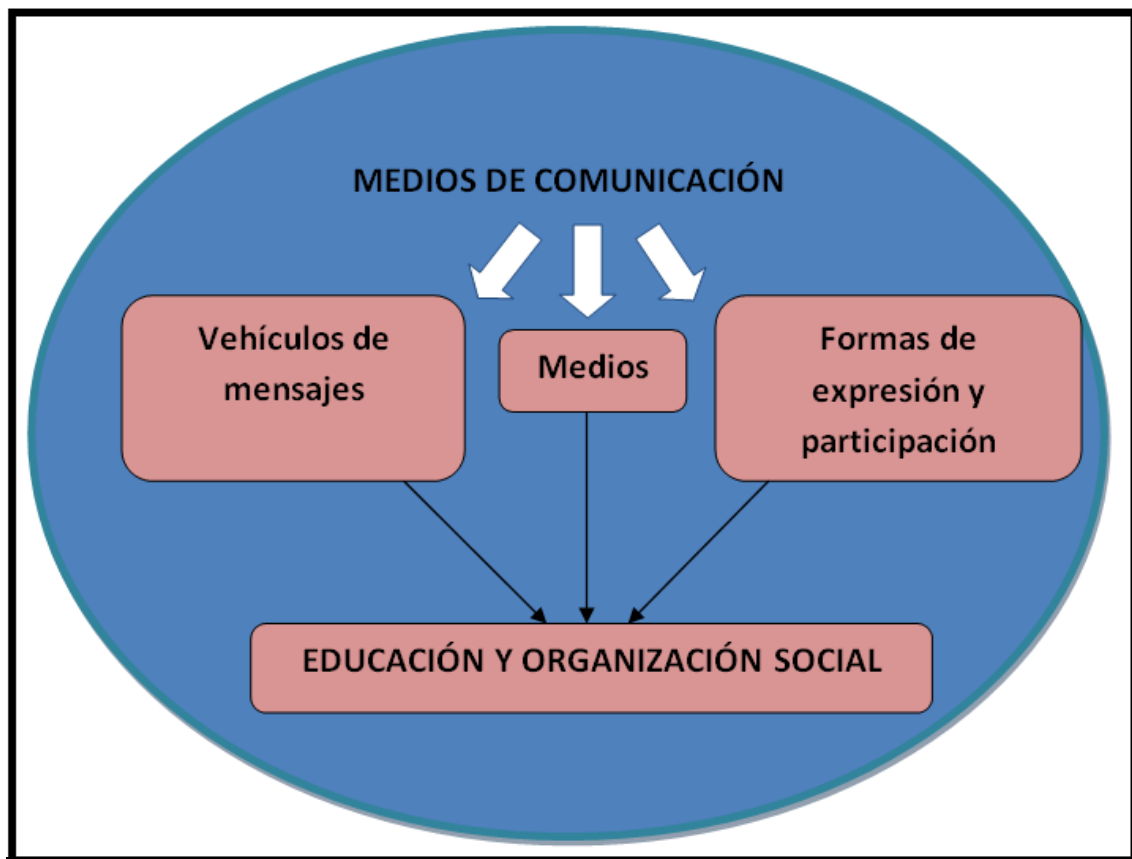 MEDIOS DE COMUNICACIÓN
Vehículos de
mensajes
Medios
Formas de
expresión y
participación
EDUCACIÓN Y ORGANIZACIÓN SOCIAL